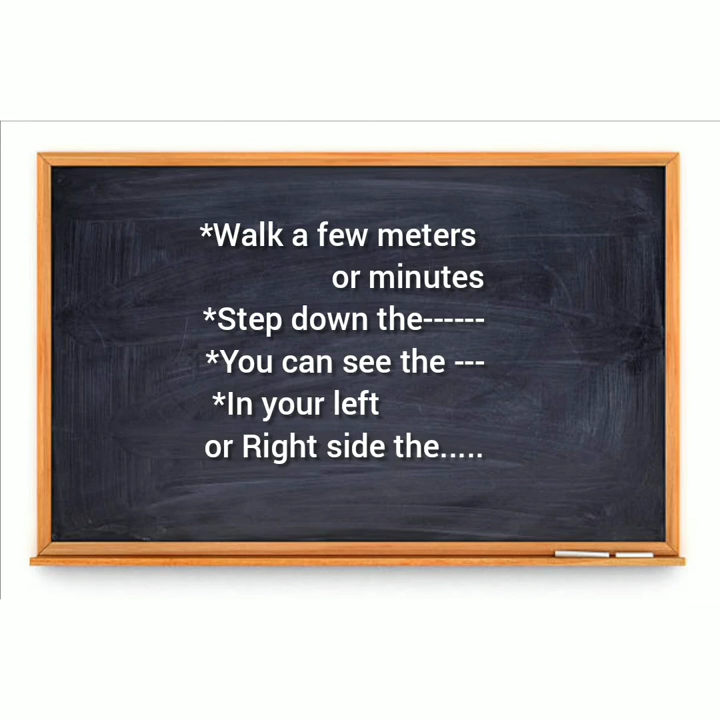 *Walk a few meters
or minutes
*Step down the------
*You can see the ---
*In your left
or Right side the.....